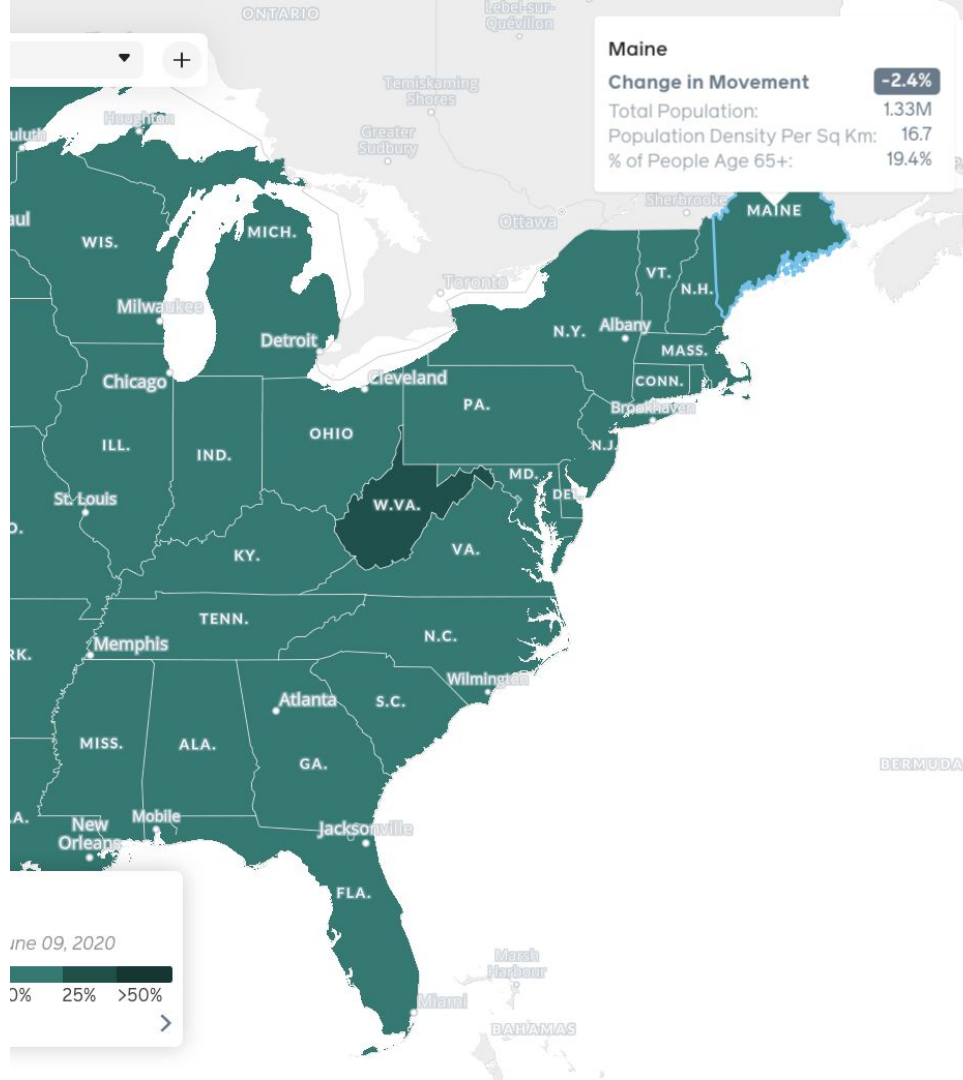 ONTARIO
Lebel-sur-
Quévillon
Maine
Change in Movement -2.4%
Total Population: 1.33M
Population Density Per Sq Km: 16.7
% of People Age 65+: 19.4%
+
Temiskaming
Shores
Houghton
Greater
Sudbury
Sherbrooke
Ottawa
MAINE
MICH.
WIS.
VT.
Toronto
N.H.
Milwaukee
N.Y.
Albany
Detroit
MASS.
Chicago
Cleveland
CONN.
PA.
Brookhaven
OHIO
ILL.
IND.
N.J.
MD.
St. Louis
W.VA.
DEL.
KY.
VA.
TENN.
N.C.
Memphis
Wilmington
Atlanta
S.C.
MISS.
ALA.
GA.
BERMUDA
New
Orleans
Mobile
Jacksonville
FLA.
June 09, 2020
25%
>50%
Marsh
Harbour
Miami
BAHAMAS